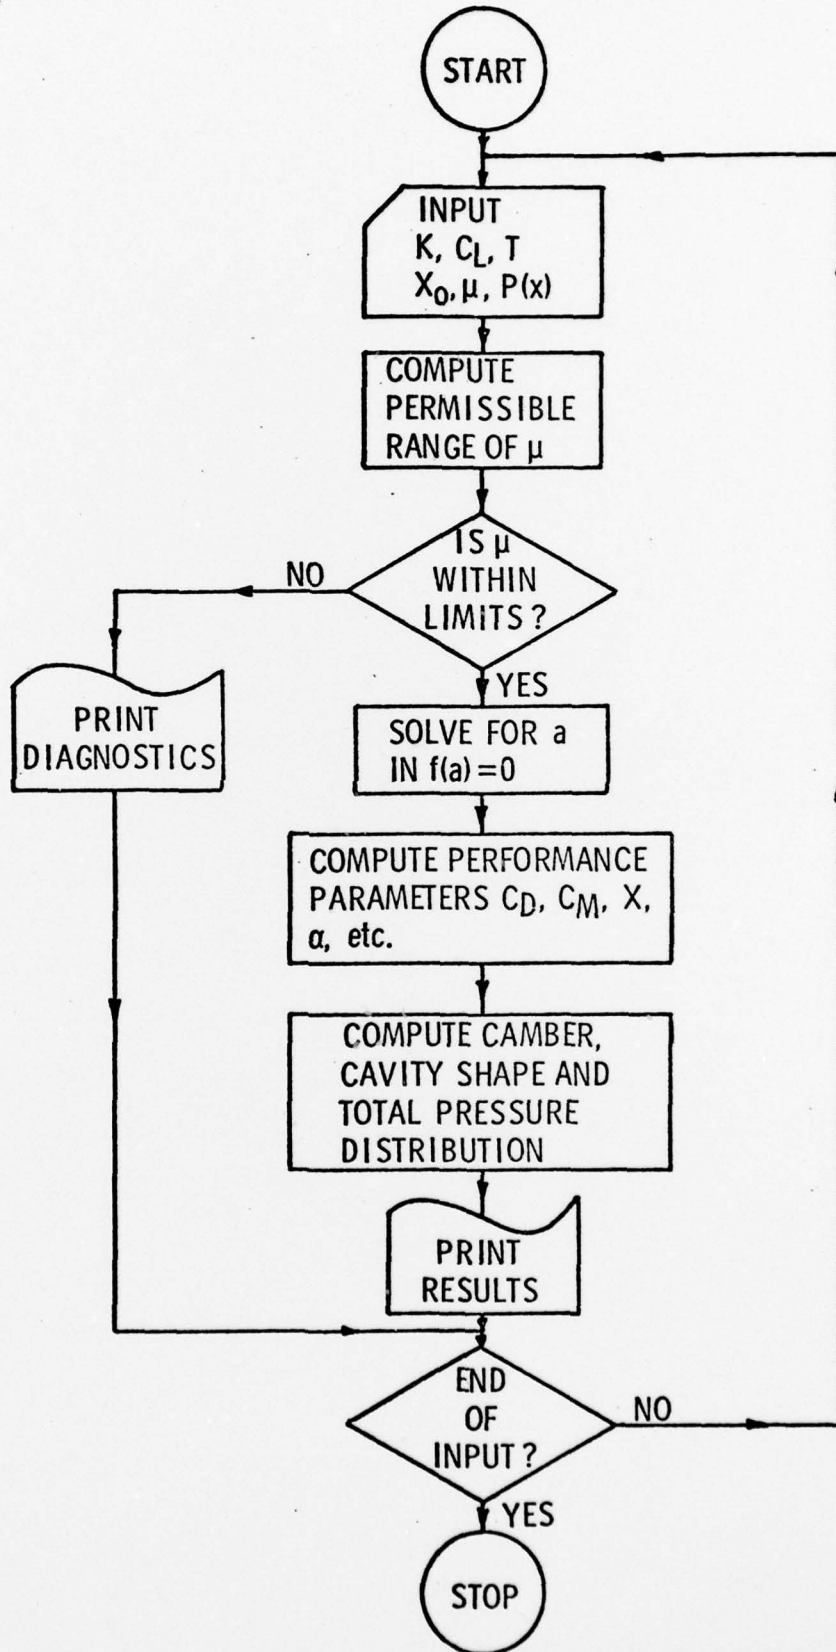 START
INPUT
K, CL, T
X0, μ, P(x)
COMPUTE
PERMISSIBLE
RANGE OF μ
IS μ
WITHIN
LIMITS?
NO
YES
PRINT
DIAGNOSTICS
SOLVE FOR a
IN f(a)=0
COMPUTE PERFORMANCE
PARAMETERS CD, CM, X,
α, etc.
COMPUTE CAMBER,
CAVITY SHAPE AND
TOTAL PRESSURE
DISTRIBUTION
PRINT
RESULTS
END
OF
INPUT?
NO
YES
STOP